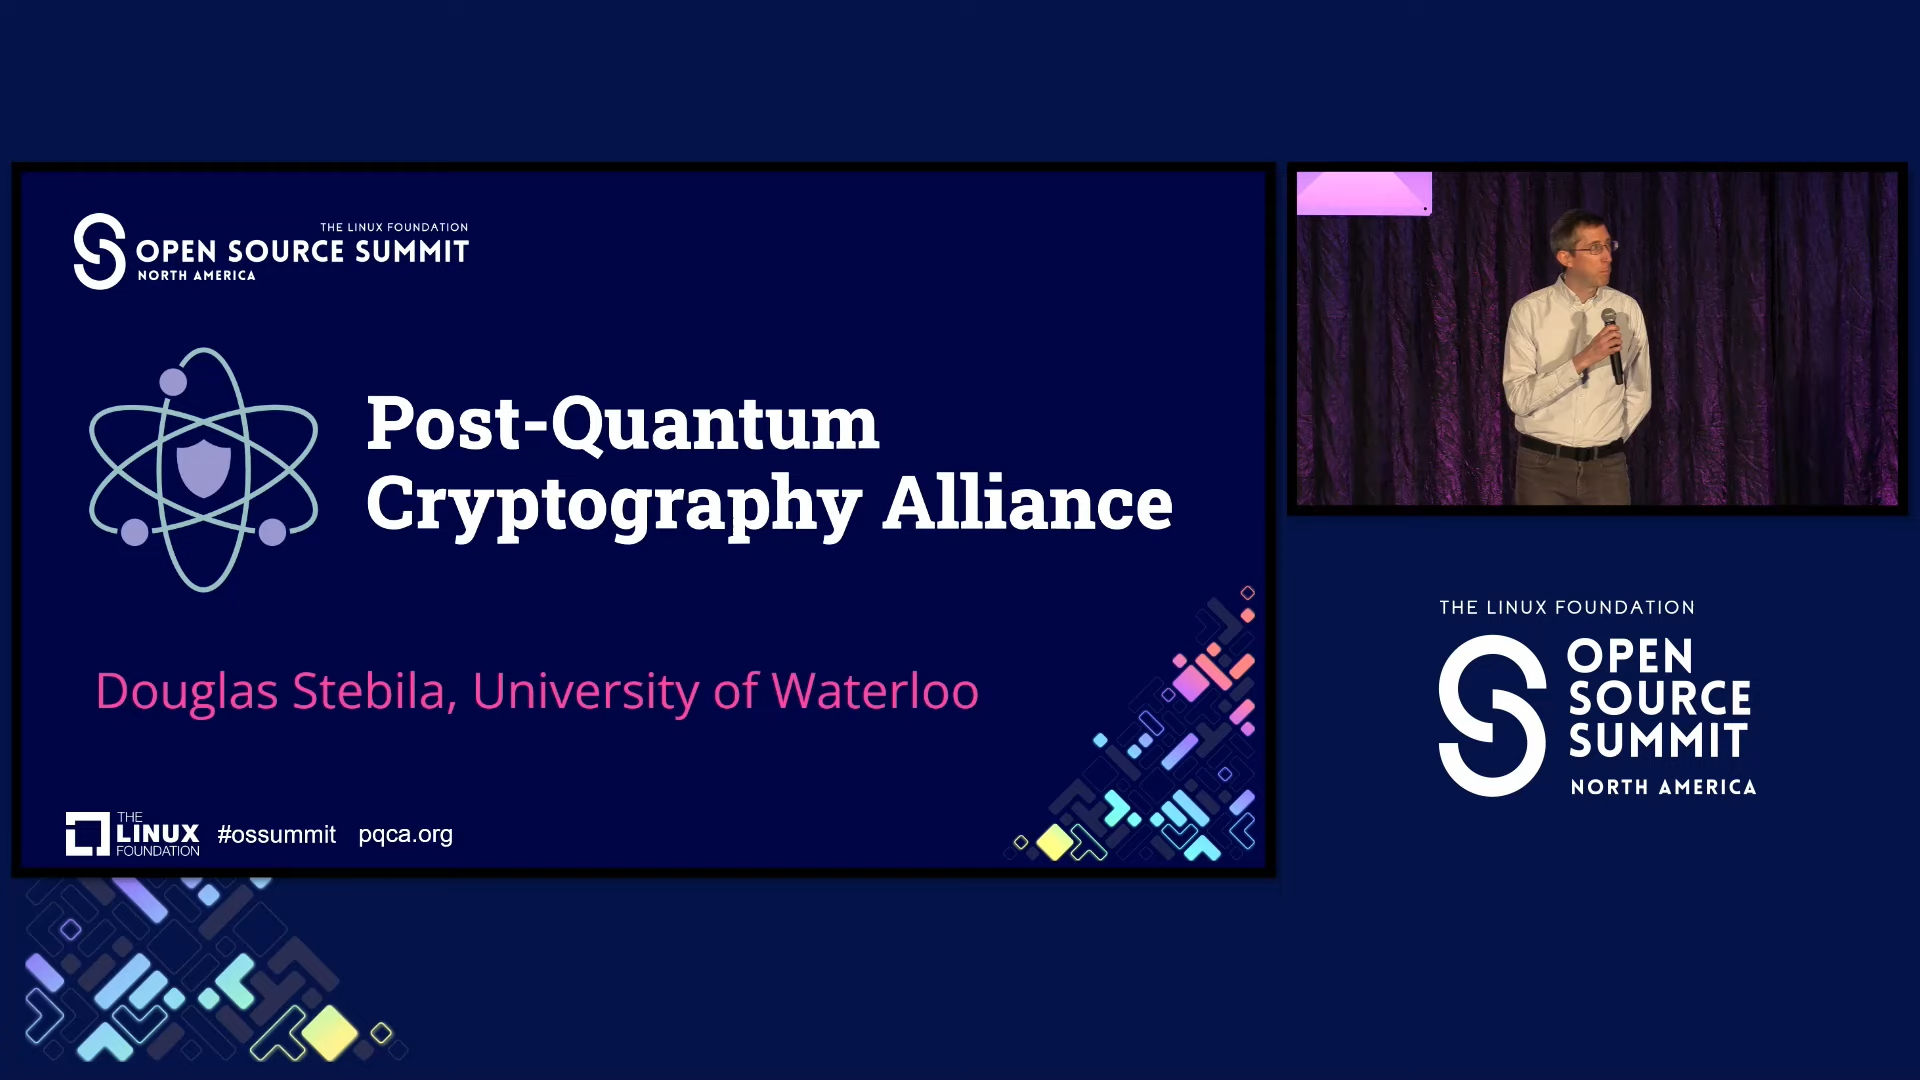 THE LINUX FOUNDATION
OPEN SOURCE SUMMIT
NORTH AMERICA
Post-Quantum
Cryptography Alliance
Douglas Stebila, University of Waterloo
THE
LINUX
FOUNDATION
#ossummit pqca.org
THE LINUX FOUNDATION
OPEN
SOURCE
SUMMIT
NORTH AMERICA